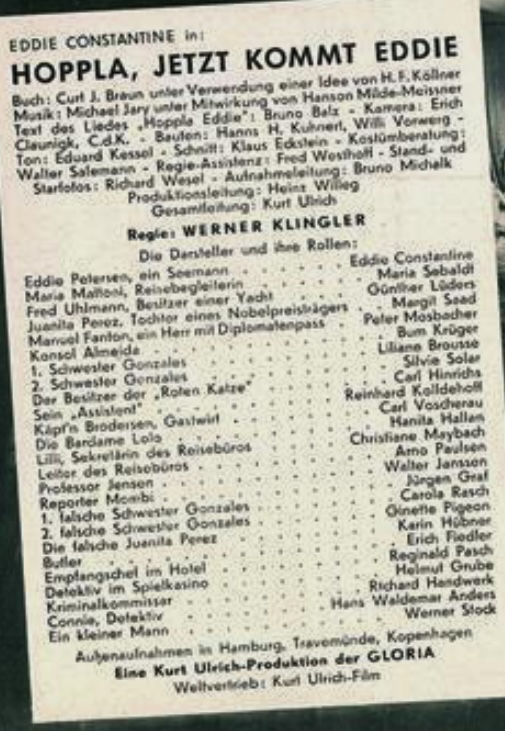 EDDIE CONSTANTINE in:
HOPPLA, JETZT KOMMT EDDIE
Buch: Curt J. Braun unter Verwendung einer Idee von H. F. Köllner
Musik: Michael Jary unter Mitwirkung von Hanson Milde-Meissner
Text des Liedes „Hoppla Eddie": Bruno Balz - Kamera: Erich
Claunigk, C.d.K. - Bauten: Hanns H. Kuhnert, Willi Vorwerg -
Ton: Eduard Kessel - Schnitt: Klaus Eckstein - Kostümberatung:
Walter Salemann - Regie-Assistenz: Fred Westhoff - Stand- und
Starfotos: Richard Wesel - Aufnahmeleitung: Bruno Michalk
Produktionsleitung: Heinz Willeg
Gesamtleitung: Kurt Ulrich
Regie: WERNER KLINGLER
Die Darsteller und ihre Rollen:
Eddie Petersen, ein Seemann . . . . . Eddie Constantine
Maria Mattoni, Reisebegleiterin . . . . . Maria Sebaldt
Fred Uhlmann, Besitzer einer Yacht . . . . . Günther Lüders
Juanita Perez, Tochter eines Nobelpreisträgers . . Margit Saad
Manuel Fanton, ein Herr mit Diplomatenpass . . Peter Mosbacher
Konsol Almeida . . . . . Bum Krüger
1. Schwester Gonzales . . . . . Liliane Brousse
2. Schwester Gonzales . . . . . Silvie Solar
Der Besitzer der „Roten Katze" . . . . . Carl Hinrichs
Sein „Assistent" . . . . . Reinhard Kolldehoff
Käpt'n Brodersen, Gastwirt . . . . . Carl Voscherau
Die Bardame Lola . . . . . Hanita Hallan
Lilli, Sekretärin des Reisebüros . . . . . Christiane Maybach
Leiter des Reisebüros . . . . . Arno Paulsen
Professor Jensen . . . . . Walter Janssen
Reporter Mombi . . . . . Jürgen Graf
1. falsche Schwester Gonzales . . . . . Carola Rasch
2. falsche Schwester Gonzales . . . . . Ginette Pigeon
Die falsche Juanita Perez . . . . . Karin Hübner
Butler . . . . . Erich Fiedler
Empfangschef im Hotel . . . . . Reginald Pasch
Detektiv im Spielkasino . . . . . Helmut Grube
Kriminalkommissar . . . . . Richard Handwerk
Connie, Detektiv . . . . . Hans Waldemar Anders
Ein kleiner Mann . . . . . Werner Stock
Außenaufnahmen in Hamburg, Travemünde, Kopenhagen
Eine Kurt Ulrich-Produktion der GLORIA
Weltvertrieb: Kurt Ulrich-Film